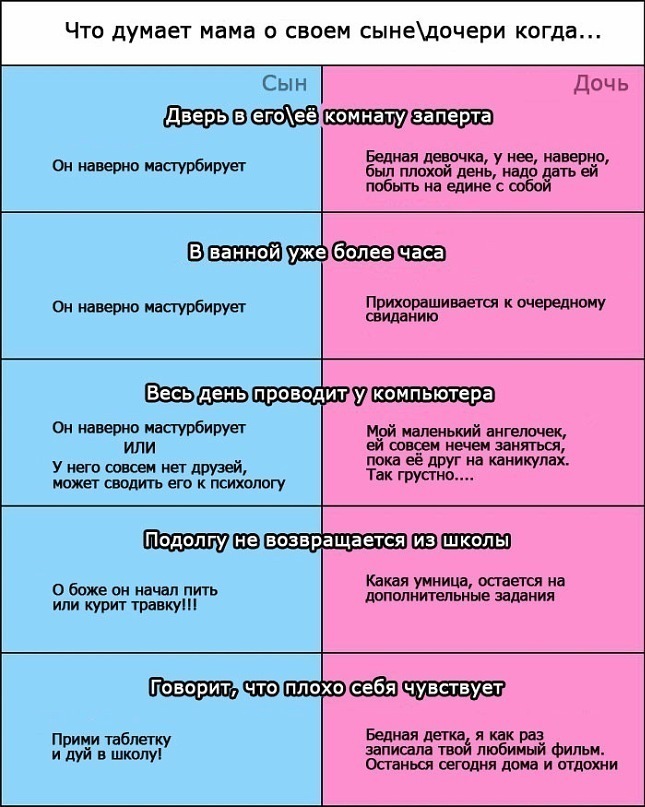 Что думает мама о своем сыне\дочери когда...
Сын
Дочь
Дверь в его\её комнату заперта
Он наверно мастурбирует
Бедная девочка, у нее, наверно,
был плохой день, надо дать ей
побыть на едине с собой
В ванной уже более часа
Он наверно мастурбирует
Прихорашивается к очередному
свиданию
Весь день проводит у компьютера
Он наверно мастурбирует
ИЛИ
У него совсем нет друзей,
может сводить его к психологу
Мой маленький ангелочек,
ей совсем нечем заняться,
пока её друг на каникулах.
Так грустно....
Подолгу не возвращается из школы
О боже он начал пить
или курит травку!!!
Какая умница, остается на
дополнительные задания
Говорит, что плохо себя чувствует
Прими таблетку
и дуй в школу!
Бедная детка, я как раз
записала твой любимый фильм.
Останься сегодня дома и отдохни